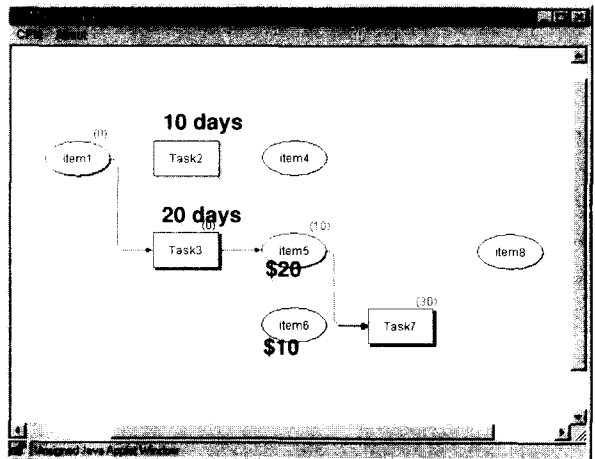 10 days
(0)
item1
Task2
item4
20 days
(0)
(10)
Task3
item5
item8
$20
(30)
item6
Task7
$10
Unsigned Java Applet Window